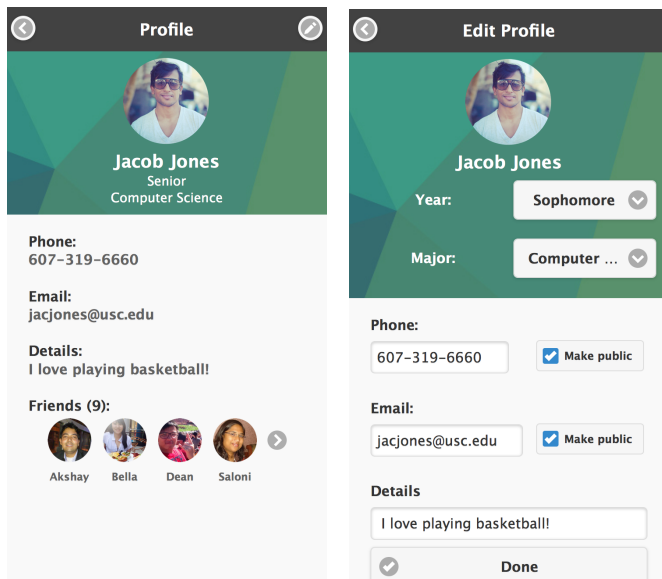 Profile
Jacob Jones
Senior
Computer Science
Phone:
607-319-6660
Email:
jacjones@usc.edu
Details:
I love playing basketball!
Friends (9):
Akshay Bella Dean Saloni
Edit Profile
Jacob Jones
Year: Sophomore
Major: Computer ...
Phone:
607-319-6660 Make public
Email:
jacjones@usc.edu Make public
Details
I love playing basketball!
Done